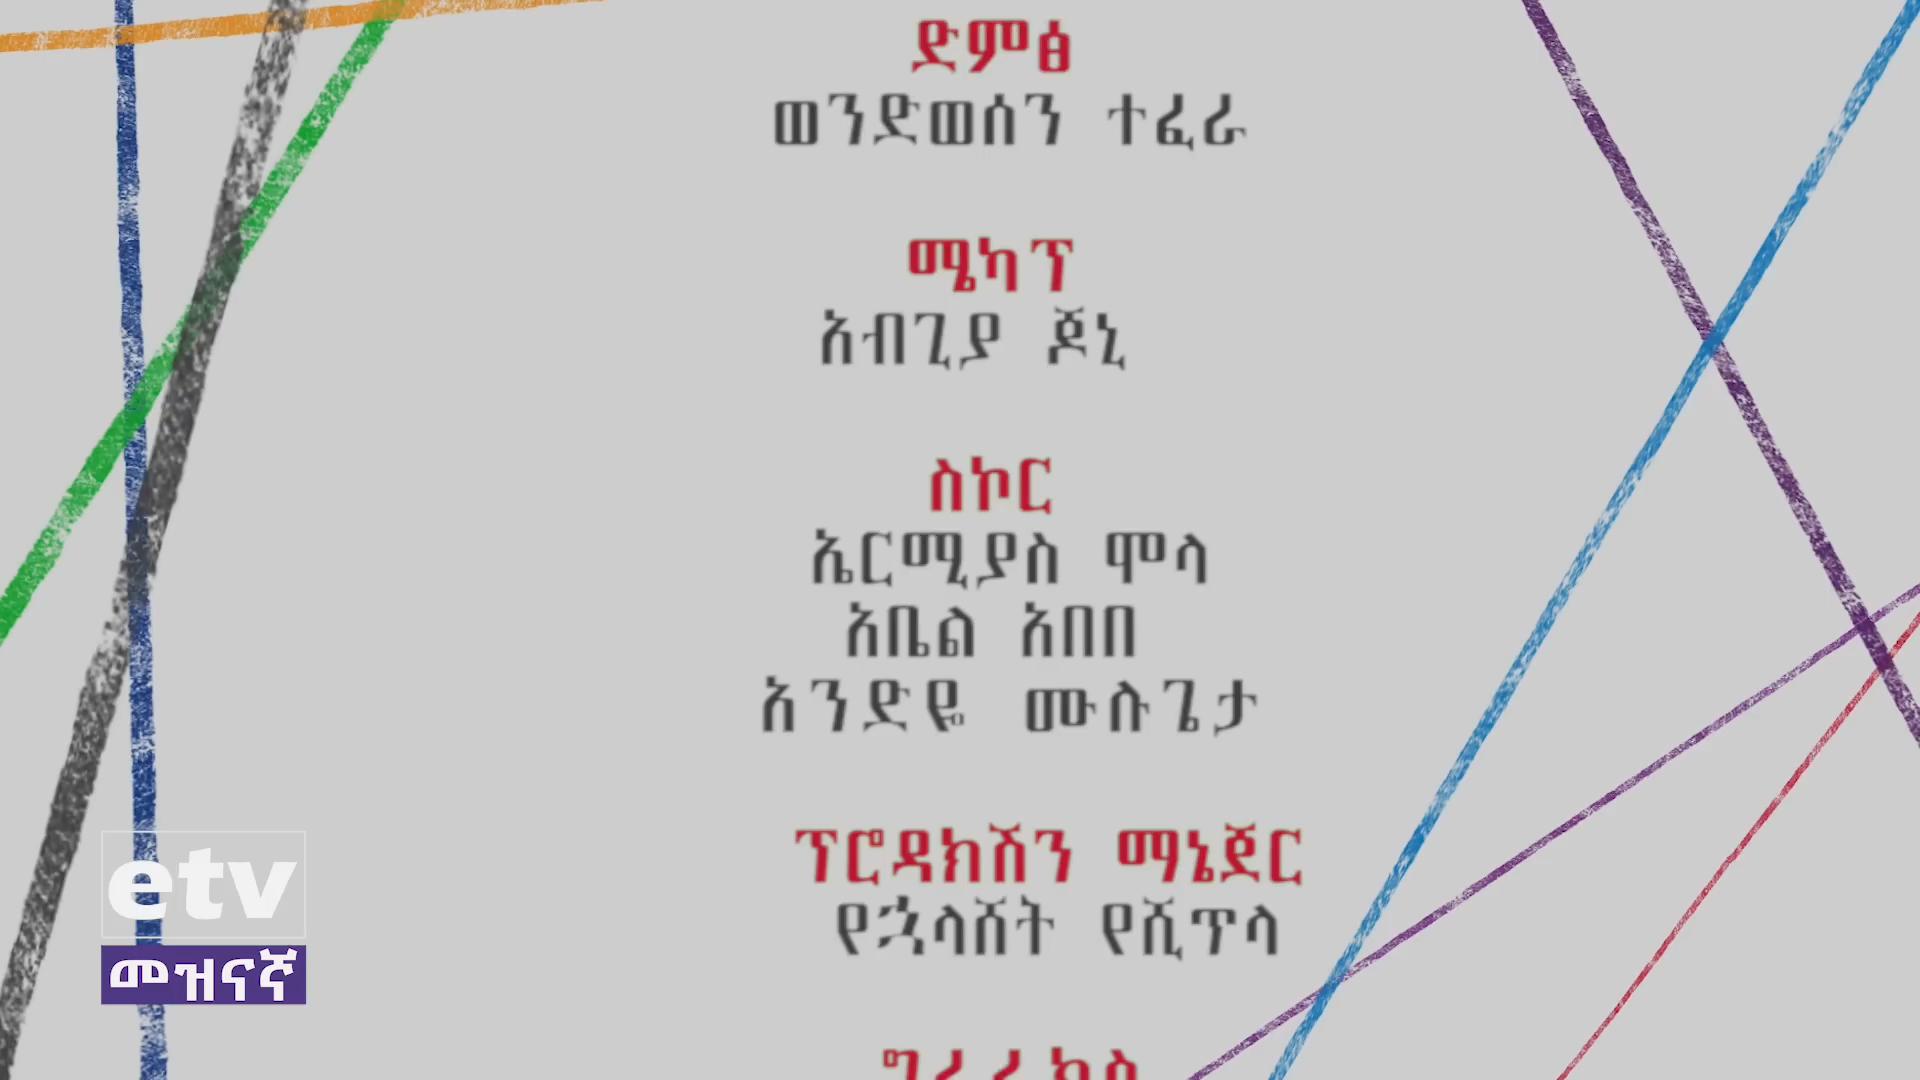 ድምፅ
ወንድወሰን ተፈራ
ሜካፕ
አብጊያ ጆኒ
ስኮር
ኤርሚያስ ሞላ
አቤል አበበ
አንድዬ ሙሉጌታ
ፕሮዳክሽን ማኔጀር
የኋላሸት የሺጥላ
etv
መዝናኛ